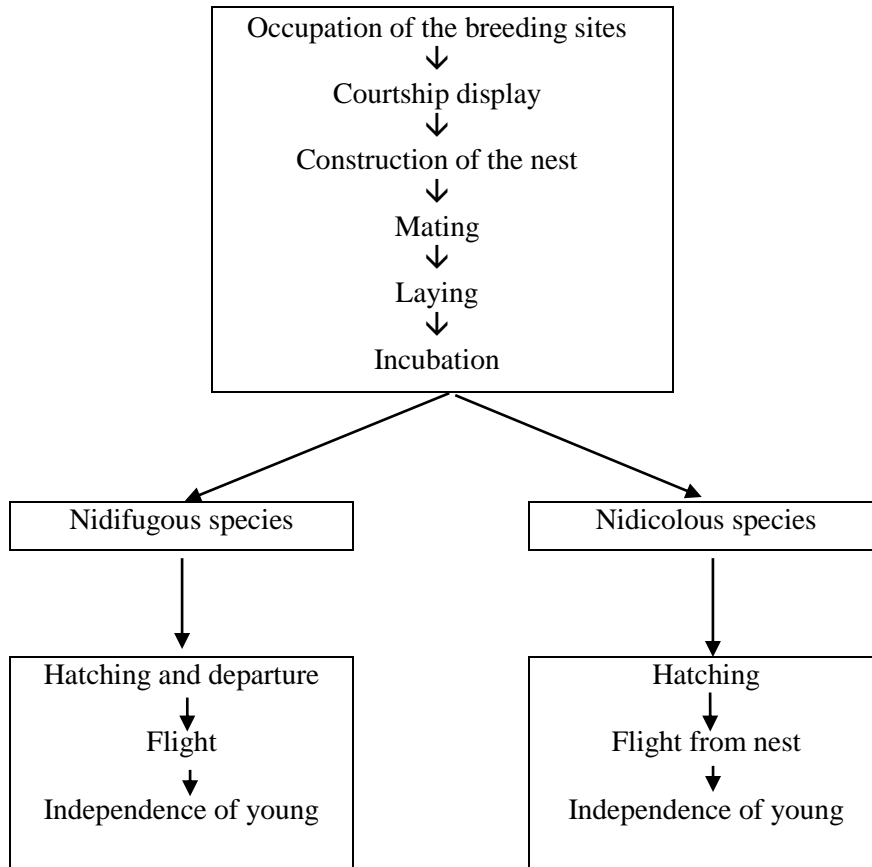 Occupation of the breeding sites
Courtship display
Construction of the nest
Mating
Laying
Incubation
Nidifugous species
Nidicolous species
Hatching and departure
Flight
Independence of young
Hatching
Flight from nest
Independence of young